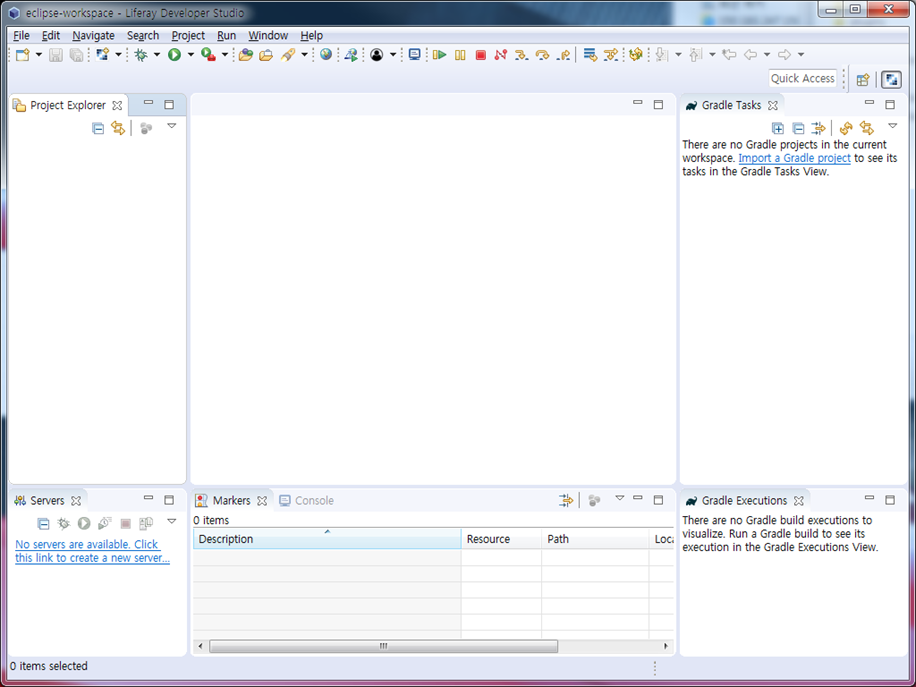 eclipse-workspace - Liferay Developer Studio
File Edit Navigate Search Project Run Window Help
Quick Access
Project Explorer
Gradle Tasks
There are no Gradle projects in the current
workspace. Import a Gradle project to see its
tasks in the Gradle Tasks View.
Servers
No servers are available. Click
this link to create a new server...
Markers Console
0 items
Description Resource Path Loca
Gradle Executions
There are no Gradle build executions to
visualize. Run a Gradle build to see its
execution in the Gradle Executions View.
0 items selected